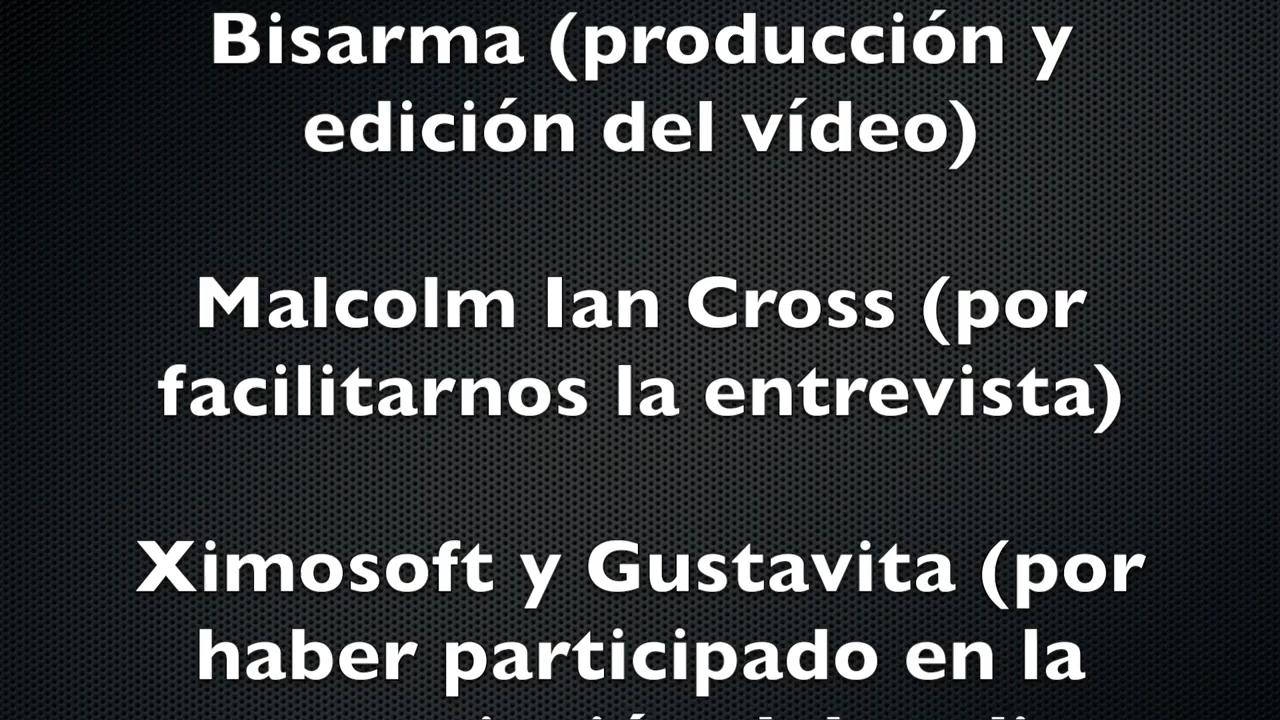 Bisarma (producción y
edición del vídeo)
Malcolm Ian Cross (por
facilitarnos la entrevista)
Ximosoft y Gustavita (por
haber participado en la